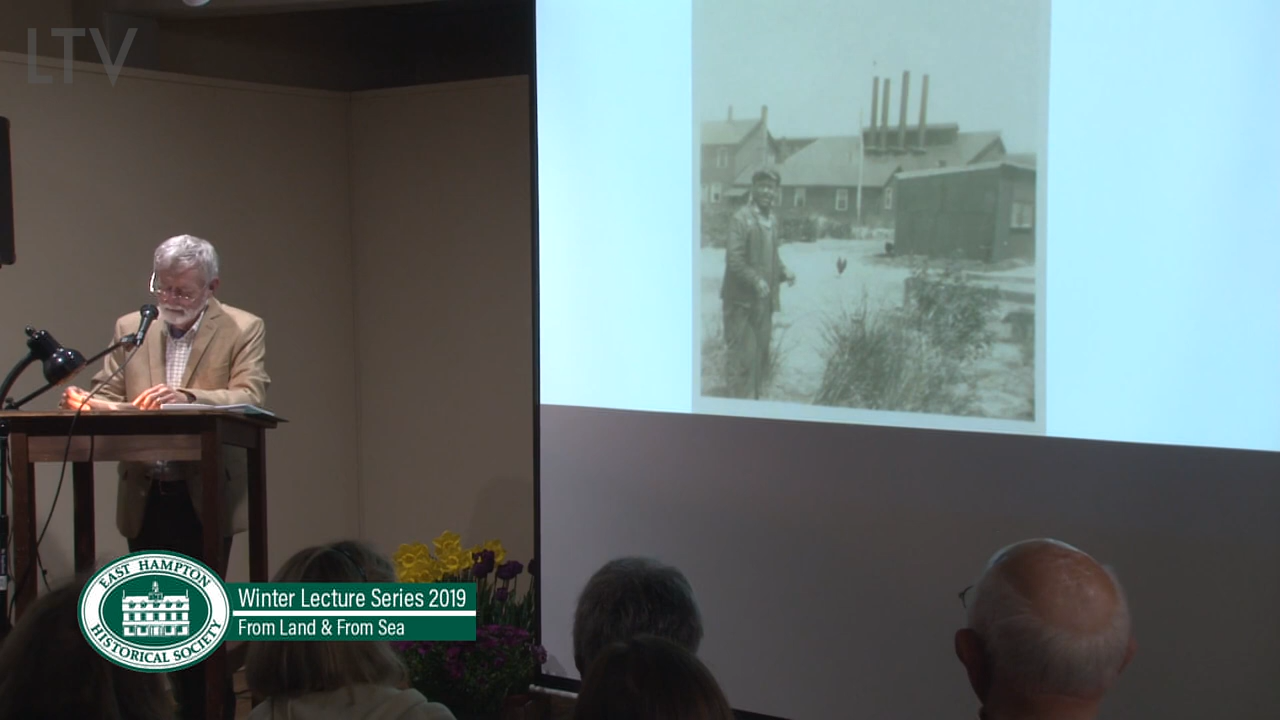 LTV
EAST HAMPTON
HISTORICAL SOCIETY
Winter Lecture Series 2019
From Land & From Sea